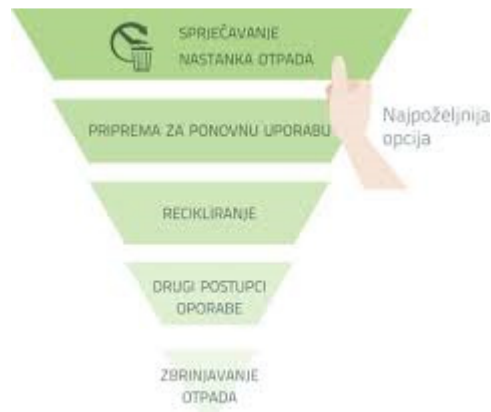 SPRJEČAVANJE
NASTANKA OTPADA
PRIPREMA ZA PONOVNU UPORABU
Najpoželjnija
opcija
RECIKLIRANJE
DRUGI POSTUPCI
OPORABE
ZBRINJAVANJE
OTPADA